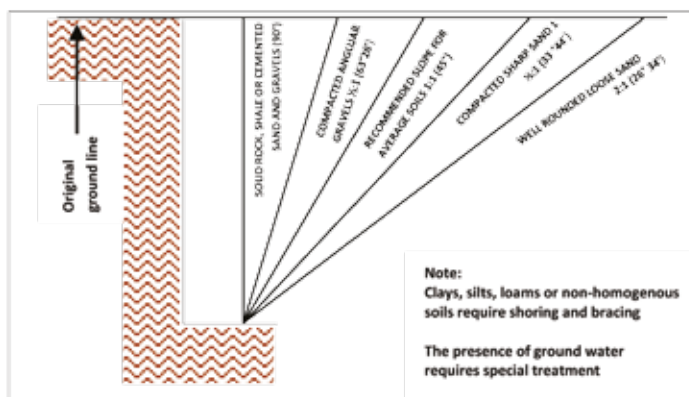 Original
ground line
SOLID ROCK, SHALE OR CEMENTED
SAND AND GRAVELS (90°)
COMPACTED ANGLUAR
GRAVELS ½:1 (63°26")
RECOMMENDED SLOPE FOR
AVERAGE SOILS 1:1 (45°)
COMPACTED SHARP SAND 1
½:1 (33 °44')
WELL ROUNDED LOOSE SAND
2:1 (26° 34')
Note:
Clays, silts, loams or non-homogenous
soils require shoring and bracing
The presence of ground water
requires special treatment